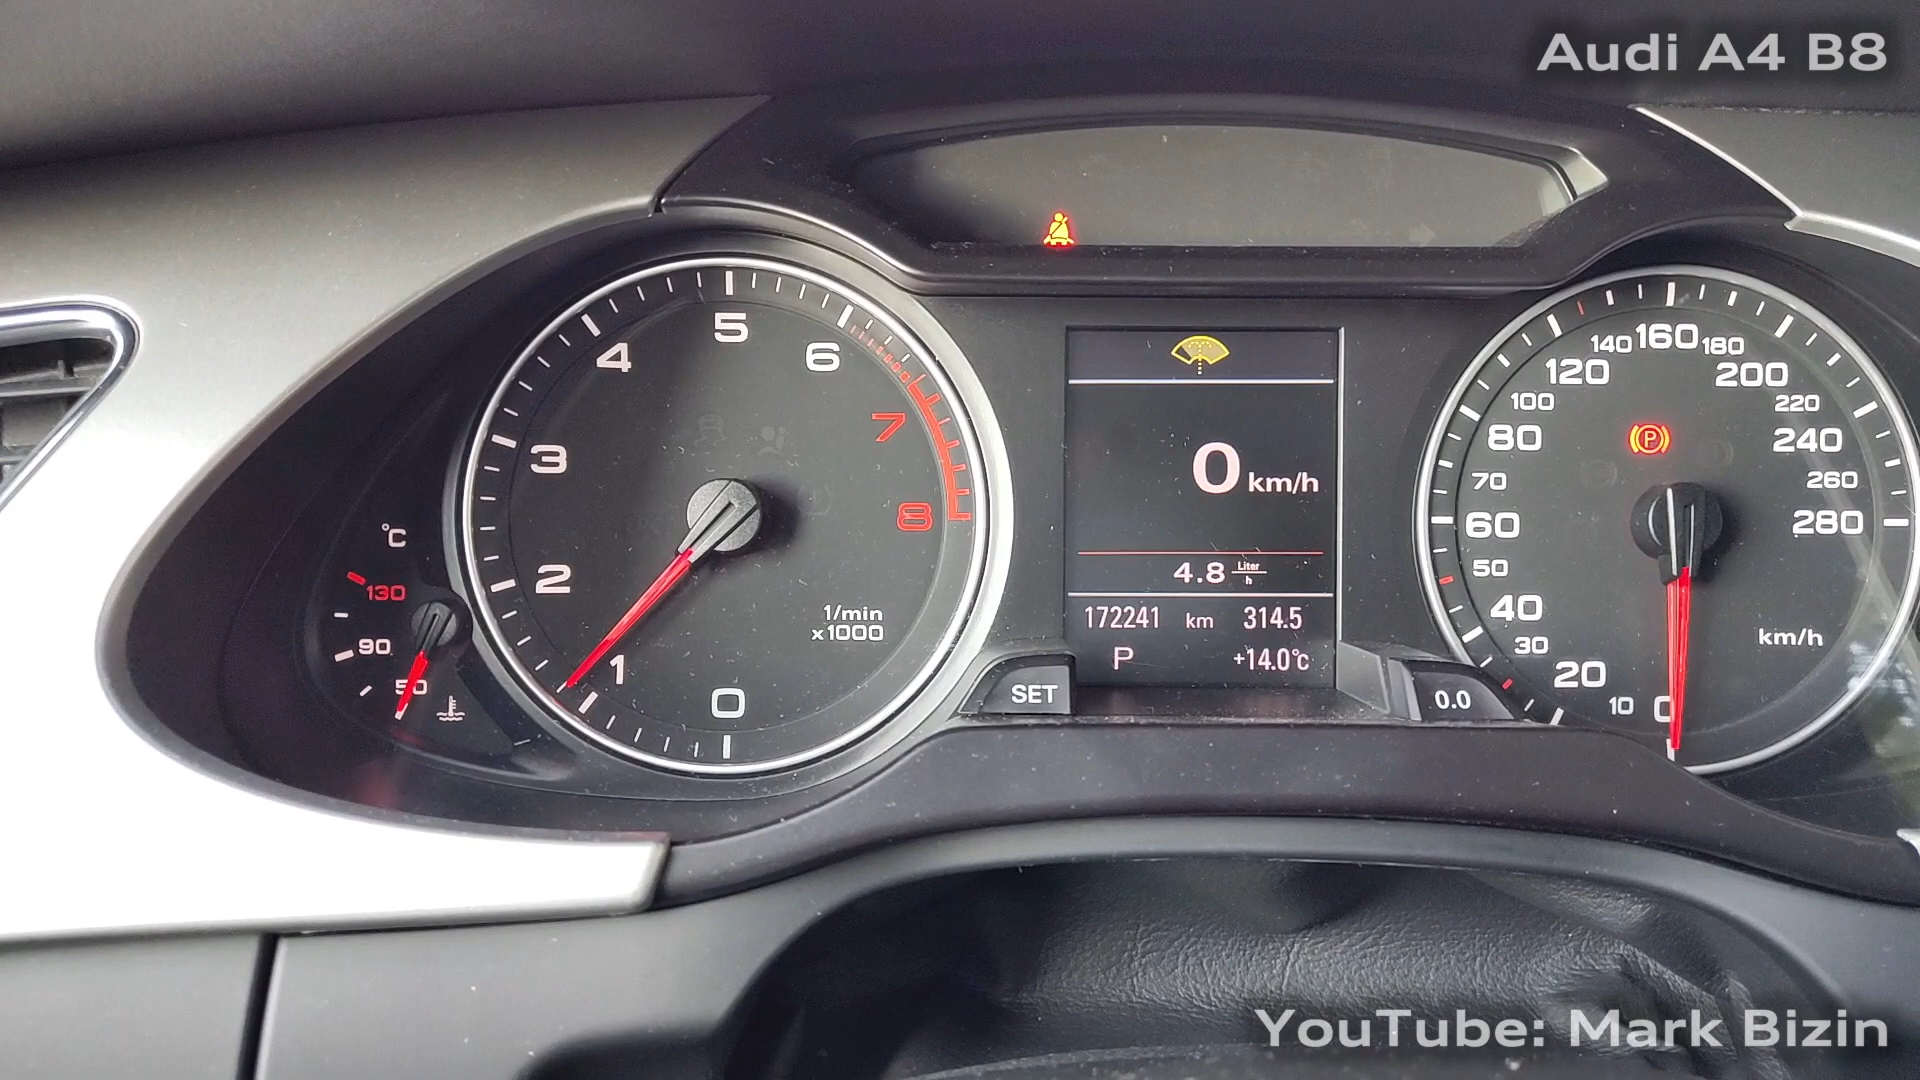 Audi A4 B8
0 1 2 3 4 5 6 7 8
1/min
x1000
°C
130
90
50
0 km/h
4.8 Liter/h
172241 km 314.5
P +14.0°C
SET
0.0
P
0 10 20 30 40 50 60 70 80 100 120 140 160 180 200 220 240 260 280
km/h
YouTube: Mark Bizin